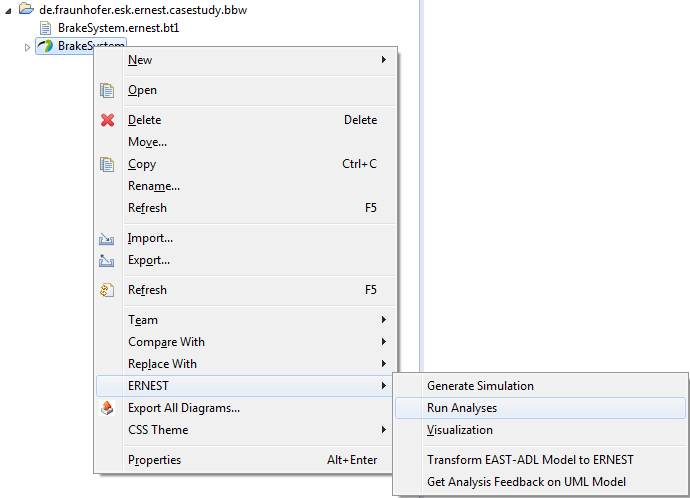 de.fraunhofer.esk.ernest.casestudy.bbw
BrakeSystem.ernest.bt1
BrakeSystem
New
Open
Delete Delete
Move...
Copy Ctrl+C
Rename...
Refresh F5
Import...
Export...
Refresh F5
Team
Compare With
Replace With
ERNEST
Export All Diagrams...
CSS Theme
Properties Alt+Enter
Generate Simulation
Run Analyses
Visualization
Transform EAST-ADL Model to ERNEST
Get Analysis Feedback on UML Model